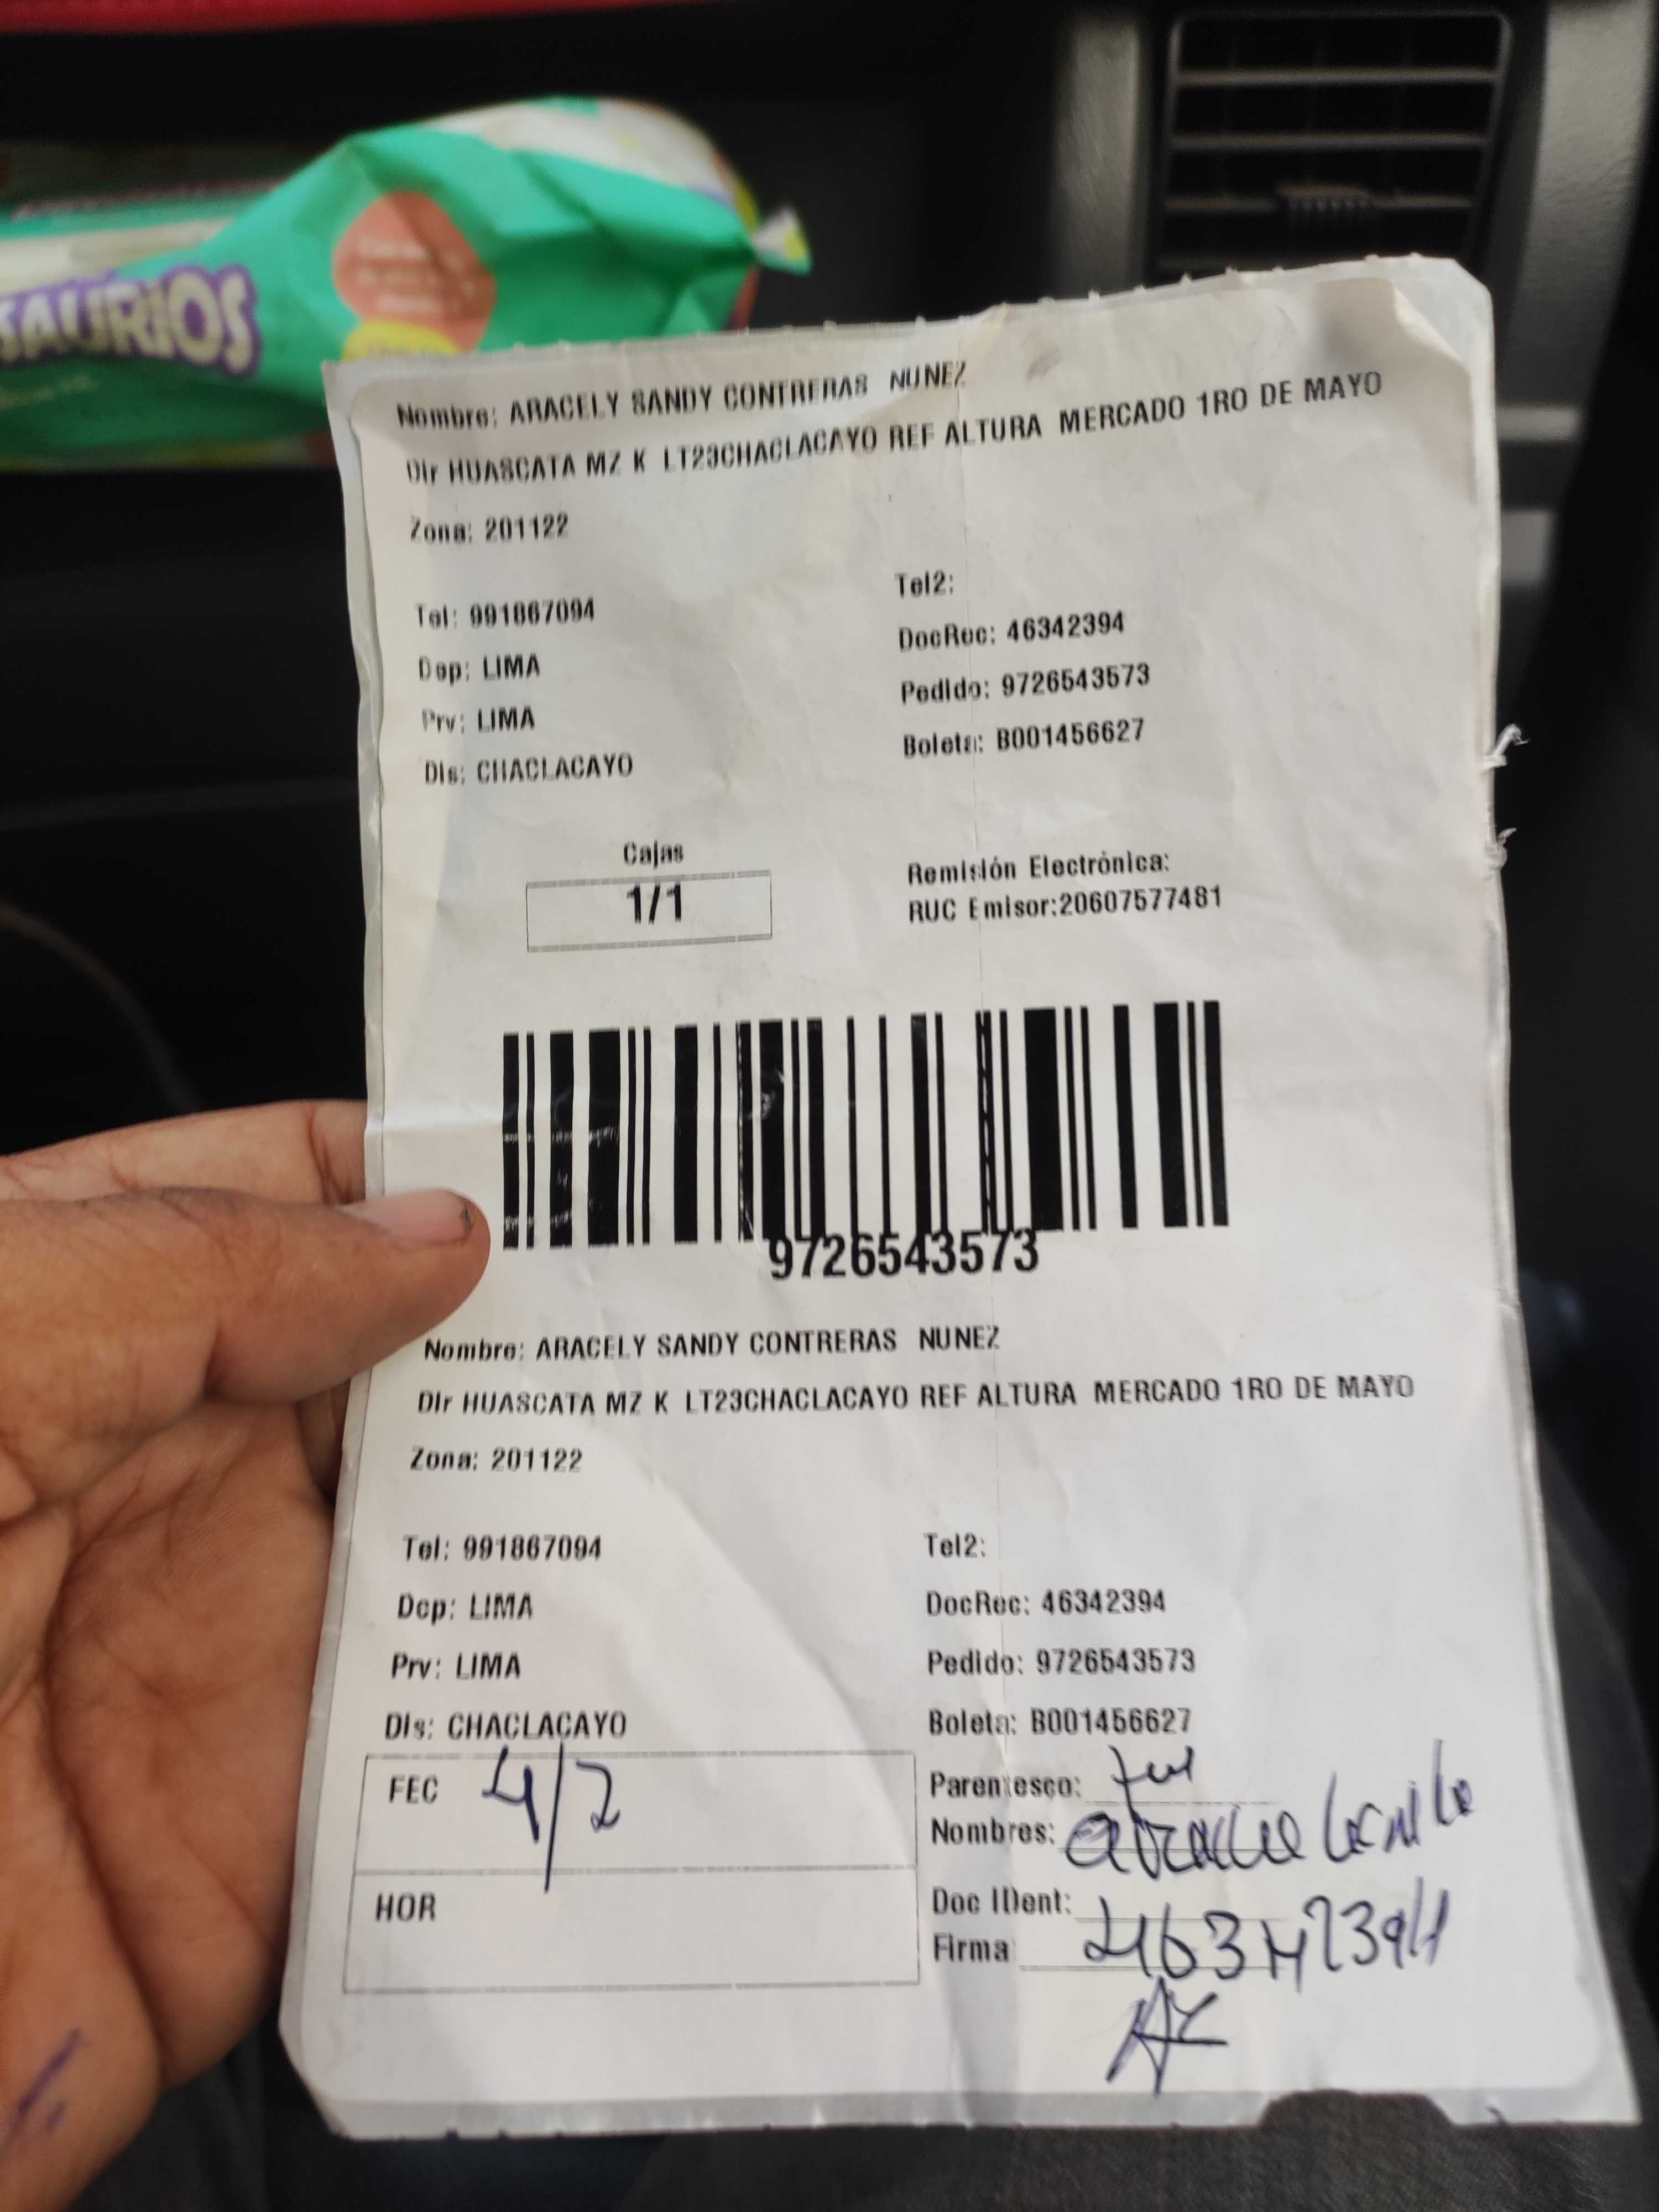 SAURIOS
Nombre: ARACELY SANDY CONTRERAS NUNEZ
Dir HUASCATA MZ K LT23CHACLACAYO REF ALTURA MERCADO 1RO DE MAYO
Zona: 201122
Tel2:
Tel: 991867094
DocRec: 46342394
Dep: LIMA
Pedido: 9726543573
Prv: LIMA
Boleta: B001456627
Dis: CHACLACAYO
Cajas
1/1
Remisión Electrónica:
RUC Emisor:20607577481
9726543573
Nombre: ARACELY SANDY CONTRERAS NUNEZ
Dir HUASCATA MZ K LT23CHACLACAYO REF ALTURA MERCADO 1RO DE MAYO
Zona: 201122
Tel: 991867094 Tel2:
Dep: LIMA DocRec: 46342394
Prv: LIMA Pedido: 9726543573
Dis: CHACLACAYO Boleta: B001456627
FEC 4/2
Parentesco:
Nombres:
HOR
Doc IDent: 46342394
Firma